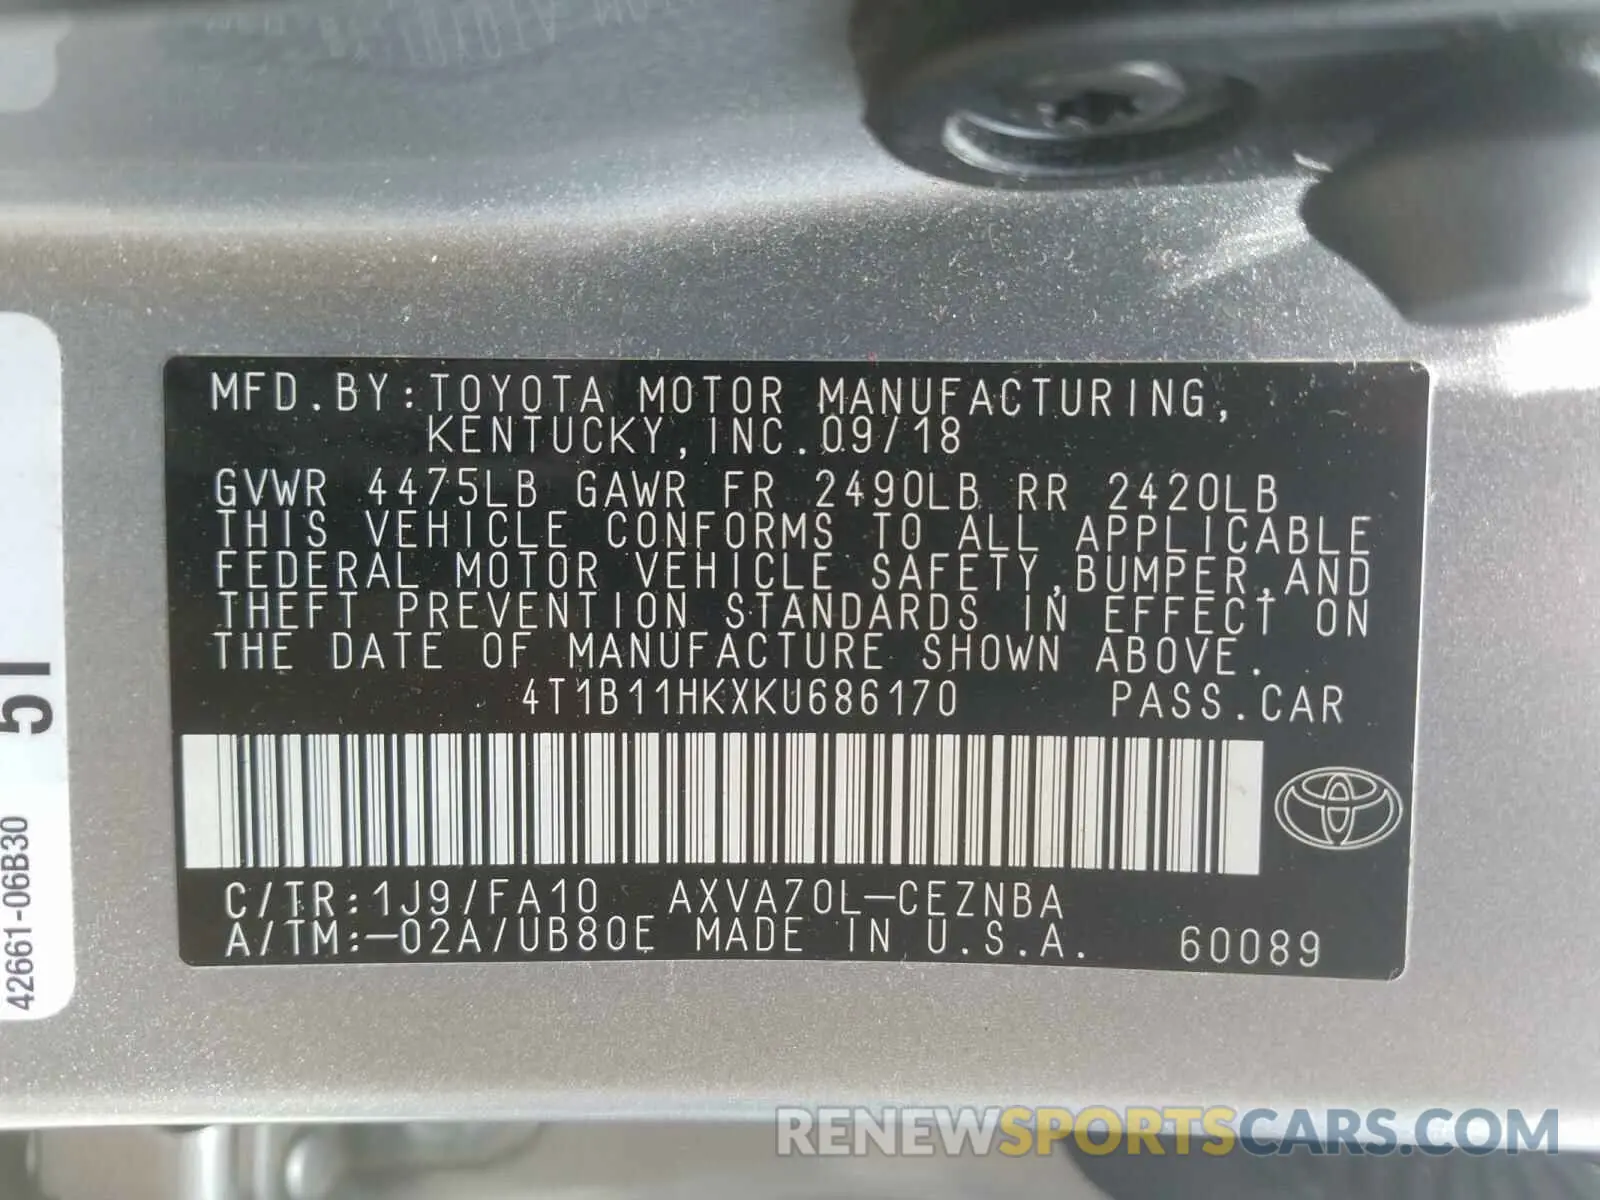 MFD.BY:TOYOTA MOTOR MANUFACTURING,
KENTUCKY,INC.09/18
GVWR 4475LB GAWR FR 2490LB RR 2420LB
THIS VEHICLE CONFORMS TO ALL APPLICABLE
FEDERAL MOTOR VEHICLE SAFETY,BUMPER,AND
THEFT PREVENTION STANDARDS IN EFFECT ON
THE DATE OF MANUFACTURE SHOWN ABOVE.
4T1B11HKXKU686170 PASS.CAR
C/TR:1J9/FA10 AXVA70L-CEZNBA
A/TM:-02A/UB80E MADE IN U.S.A. 60089
42661-06B30
RENEWSPORTSCARS.COM